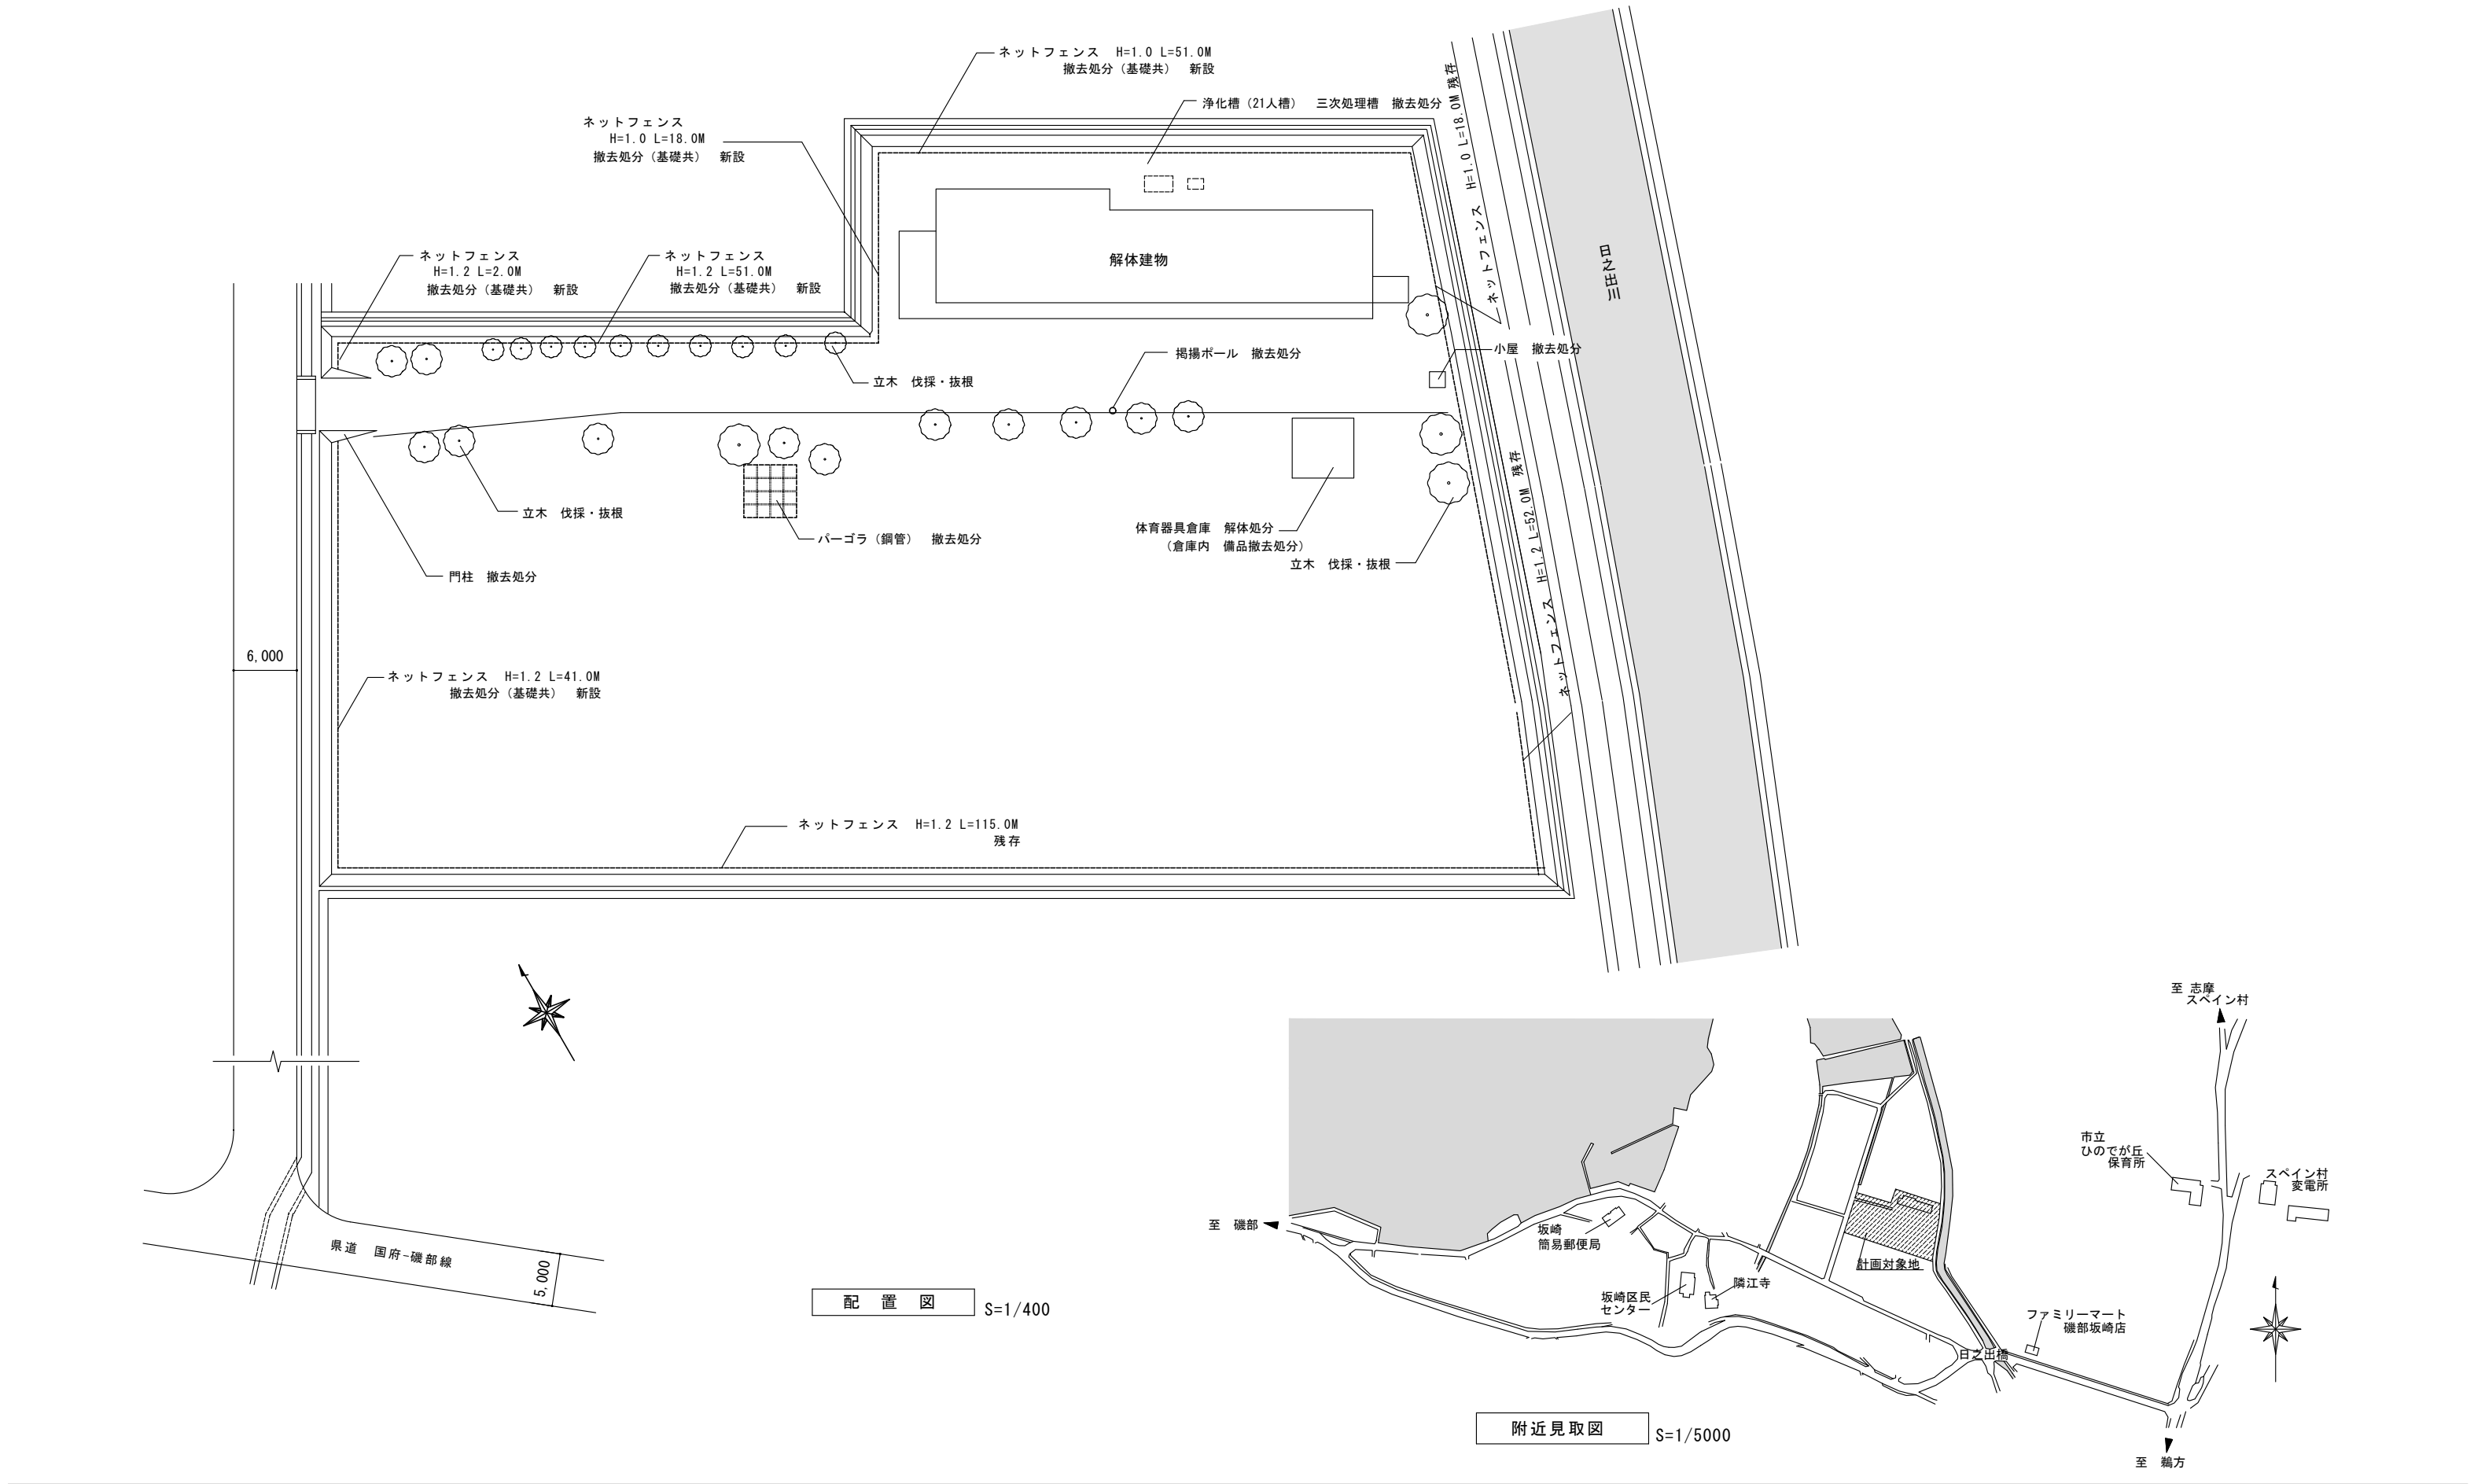 ネットフェンス　H=1.0 L=51.0M
撤去処分（基礎共）　新設
浄化槽（21人槽）　三次処理槽　撤去処分
ネットフェンス
H=1.0 L=18.0M
撤去処分（基礎共）　新設
ネットフェンス　H=1.0 L=18.0M 残存
日之出川
ネットフェンス
H=1.2 L=2.0M
撤去処分（基礎共）　新設
ネットフェンス
H=1.2 L=51.0M
撤去処分（基礎共）　新設
解体建物
小屋　撤去処分
掲揚ポール　撤去処分
立木　伐採・抜根
立木　伐採・抜根
パーゴラ（鋼管）　撤去処分
体育器具倉庫　解体処分
（倉庫内　備品撤去処分）
立木　伐採・抜根
門柱　撤去処分
ネットフェンス　H=1.2 L=52.0M　残存
6,000
ネットフェンス　H=1.2 L=41.0M
撤去処分（基礎共）　新設
ネットフェンス　H=1.2 L=115.0M
残存
県道　国府-磯部線
5,000
配　置　図
S=1/400
至 志摩
スペイン村
市立
ひのでが丘
保育所
スペイン村
変電所
至　磯部
坂崎
簡易郵便局
計画対象地
隣江寺
坂崎区民
センター
ファミリーマート
磯部坂崎店
日之出橋
附近見取図
S=1/5000
至　鵜方